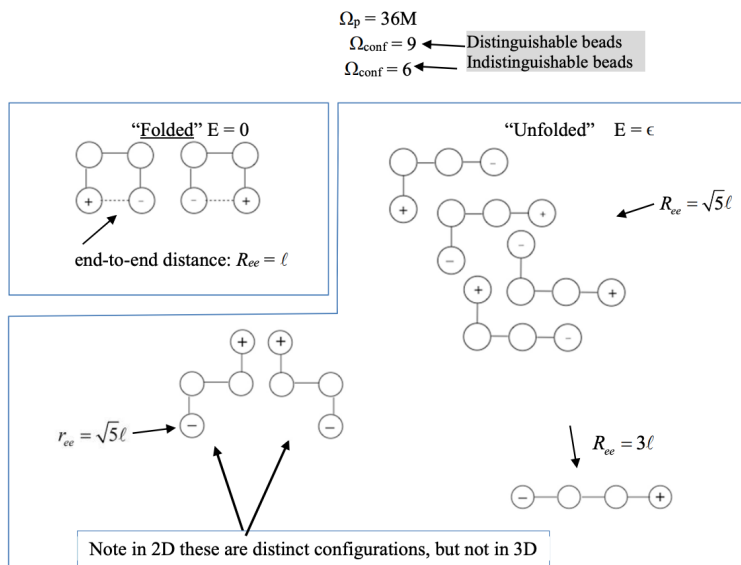 Ωp = 36M
Ωconf = 9
Distinguishable beads
Ωconf = 6
Indistinguishable beads
“Folded” E = 0
+ - - +
end-to-end distance: Ree = ℓ
“Unfolded” E = ϵ
-
+
+
−
Ree = √5ℓ
-
+
+
-
+ +
− −
ree = √5ℓ
Ree = 3ℓ
− +
Note in 2D these are distinct configurations, but not in 3D